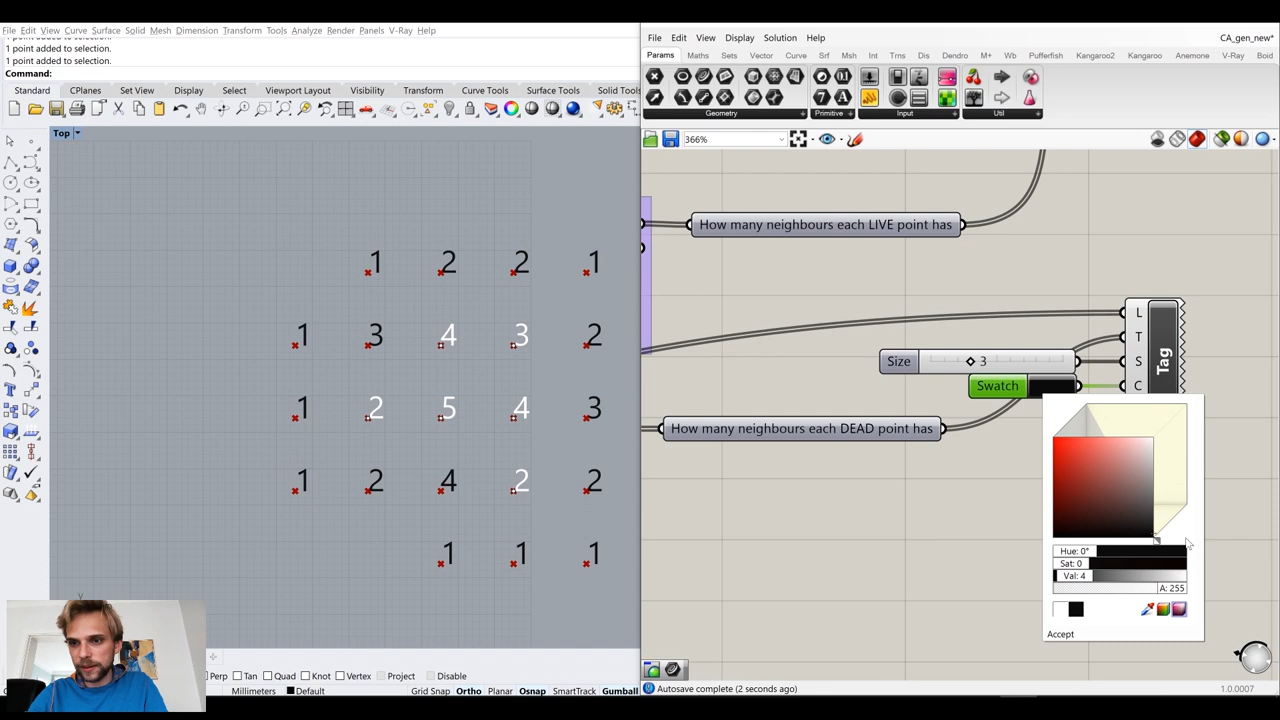 File Edit View Curve Surface Solid Mesh Dimension Transform Tools Analyze Render Panels V-Ray Help
1 point added to selection.
1 point added to selection.
Command:
Standard CPlanes Set View Display Select Viewport Layout Visibility Transform Curve Tools Surface Tools Solid Tools
Top
1 2 2 1
1 3 4 3 2
1 2 5 4 3
1 2 4 2 2
1 1 1
Perp Tan Quad Knot Vertex Project Disable
Millimeters Default Grid Snap Ortho Planar Osnap SmartTrack Gumball
File Edit View Display Solution Help CA_gen_new*
Params Maths Sets Vector Curve Srf Msh Int Trns Dis Dendro M+ Wb Pufferfish Kangaroo2 Kangaroo Anemone V-Ray Boid
Geometry Primitive Input Util
366%
How many neighbours each LIVE point has
L
T
Size 3 S
Swatch C
Tag
How many neighbours each DEAD point has
Hue: 0°
Sat: 0
Val: 4
A: 255
Accept
Autosave complete (2 seconds ago) 1.0.0007